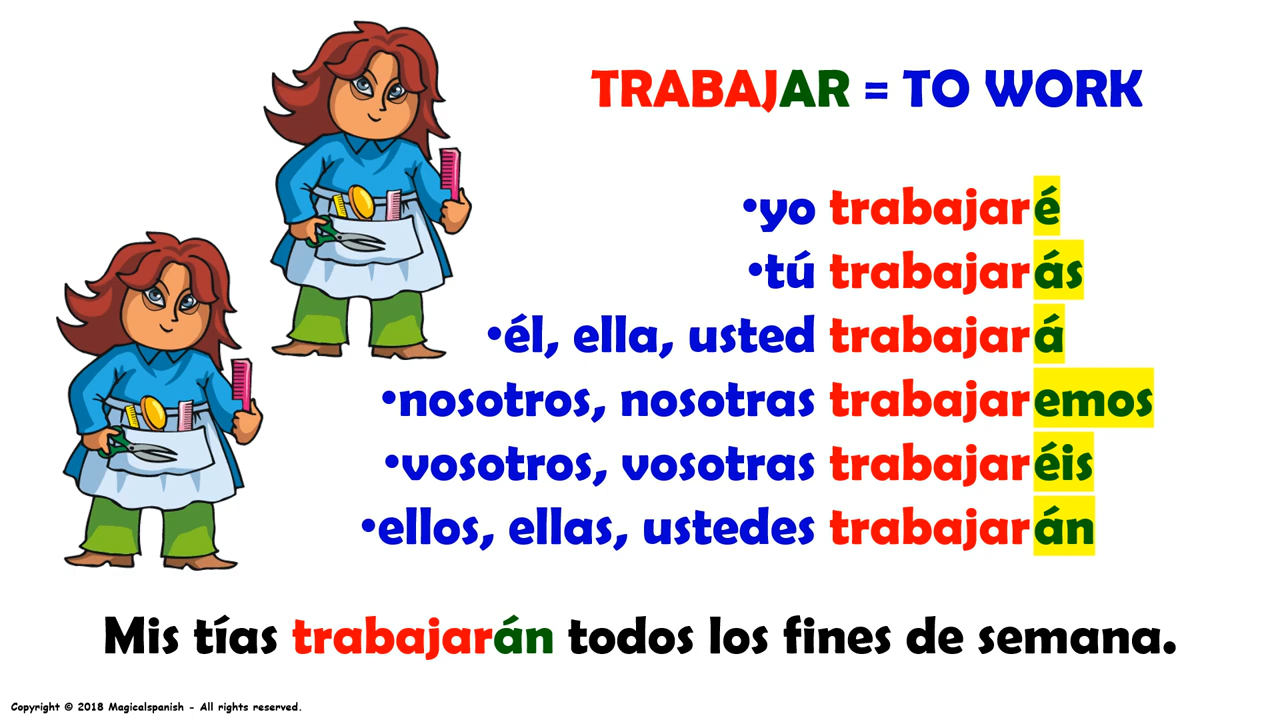 TRABAJAR = TO WORK
•yo trabajaré
•tú trabajarás
•él, ella, usted trabajará
•nosotros, nosotras trabajaremos
•vosotros, vosotras trabajaréis
•ellos, ellas, ustedes trabajarán
Mis tías trabajarán todos los fines de semana.
Copyright © 2018 Magicalspanish - All rights reserved.